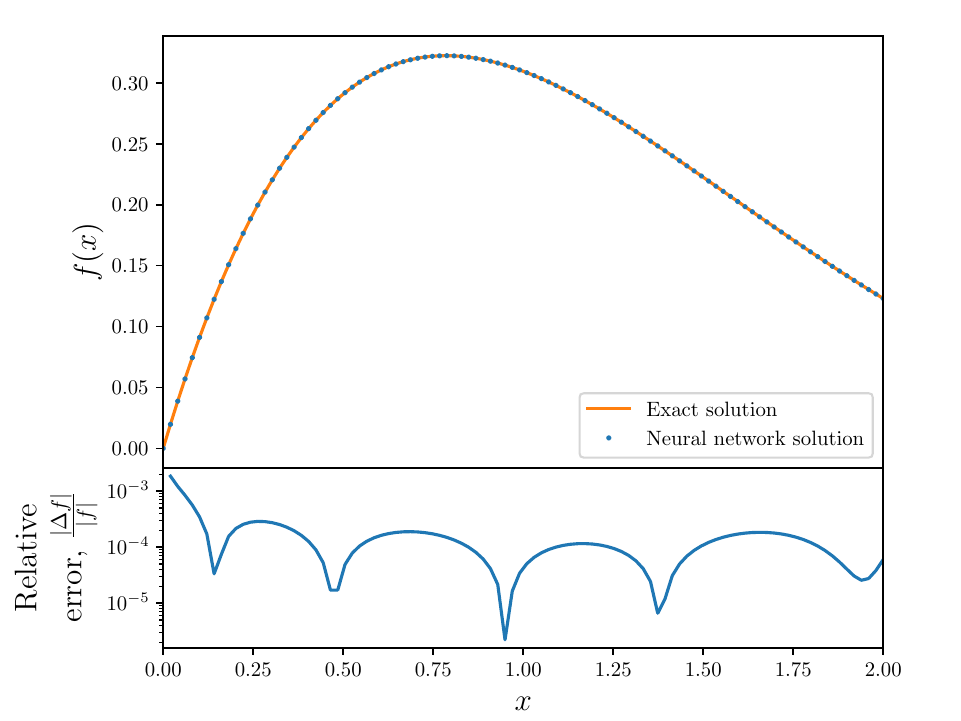 0.30
0.25
0.20
0.15
0.10
0.05
0.00
f(x)
Exact solution
Neural network solution
10⁻³
10⁻⁴
10⁻⁵
Relative
error, |Δf|/|f|
0.00 0.25 0.50 0.75 1.00 1.25 1.50 1.75 2.00
x